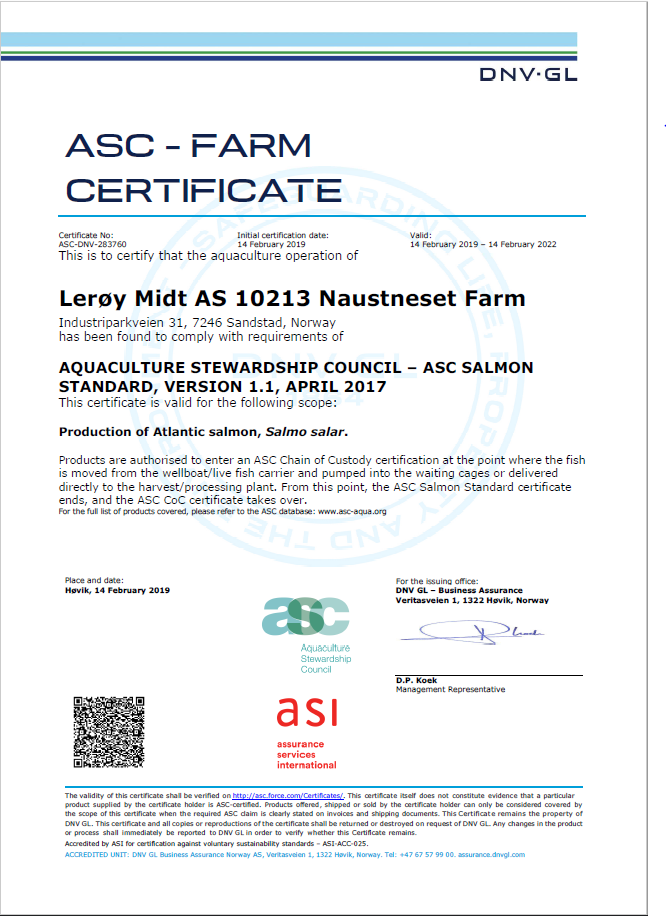 DNV·GL
ASC – FARM
CERTIFICATE
Certificate No:
ASC-DNV-283760
Initial certification date:
14 February 2019
Valid:
14 February 2019 – 14 February 2022
This is to certify that the aquaculture operation of
Lerøy Midt AS 10213 Naustneset Farm
Industriparkveien 31, 7246 Sandstad, Norway
has been found to comply with requirements of
AQUACULTURE STEWARDSHIP COUNCIL – ASC SALMON
STANDARD, VERSION 1.1, APRIL 2017
This certificate is valid for the following scope:
Production of Atlantic salmon, Salmo salar.
Products are authorised to enter an ASC Chain of Custody certification at the point where the fish
is moved from the wellboat/live fish carrier and pumped into the waiting cages or delivered
directly to the harvest/processing plant. From this point, the ASC Salmon Standard certificate
ends, and the ASC CoC certificate takes over.
For the full list of products covered, please refer to the ASC database: www.asc-aqua.org
Place and date:
Høvik, 14 February 2019
For the issuing office:
DNV GL – Business Assurance
Veritasveien 1, 1322 Høvik, Norway
asc
Aquaculture
Stewardship
Council
D.P. Koek
Management Representative
asi
assurance
services
international
The validity of this certificate shall be verified on http://asc.force.com/Certificates/. This certificate itself does not constitute evidence that a particular
product supplied by the certificate holder is ASC-certified. Products offered, shipped or sold by the certificate holder can only be considered covered by
the scope of this certificate when the required ASC claim is clearly stated on invoices and shipping documents. This Certificate remains the property of
DNV GL. This certificate and all copies or reproductions of the certificate shall be returned or destroyed on request of DNV GL. Any changes in the product
or process shall immediately be reported to DNV GL in order to verify whether this Certificate remains.
Accredited by ASI for certification against voluntary sustainability standards – ASI-ACC-025.
ACCREDITED UNIT: DNV GL Business Assurance Norway AS, Veritasveien 1, 1322 Høvik, Norway. Tel: +47 67 57 99 00. assurance.dnvgl.com